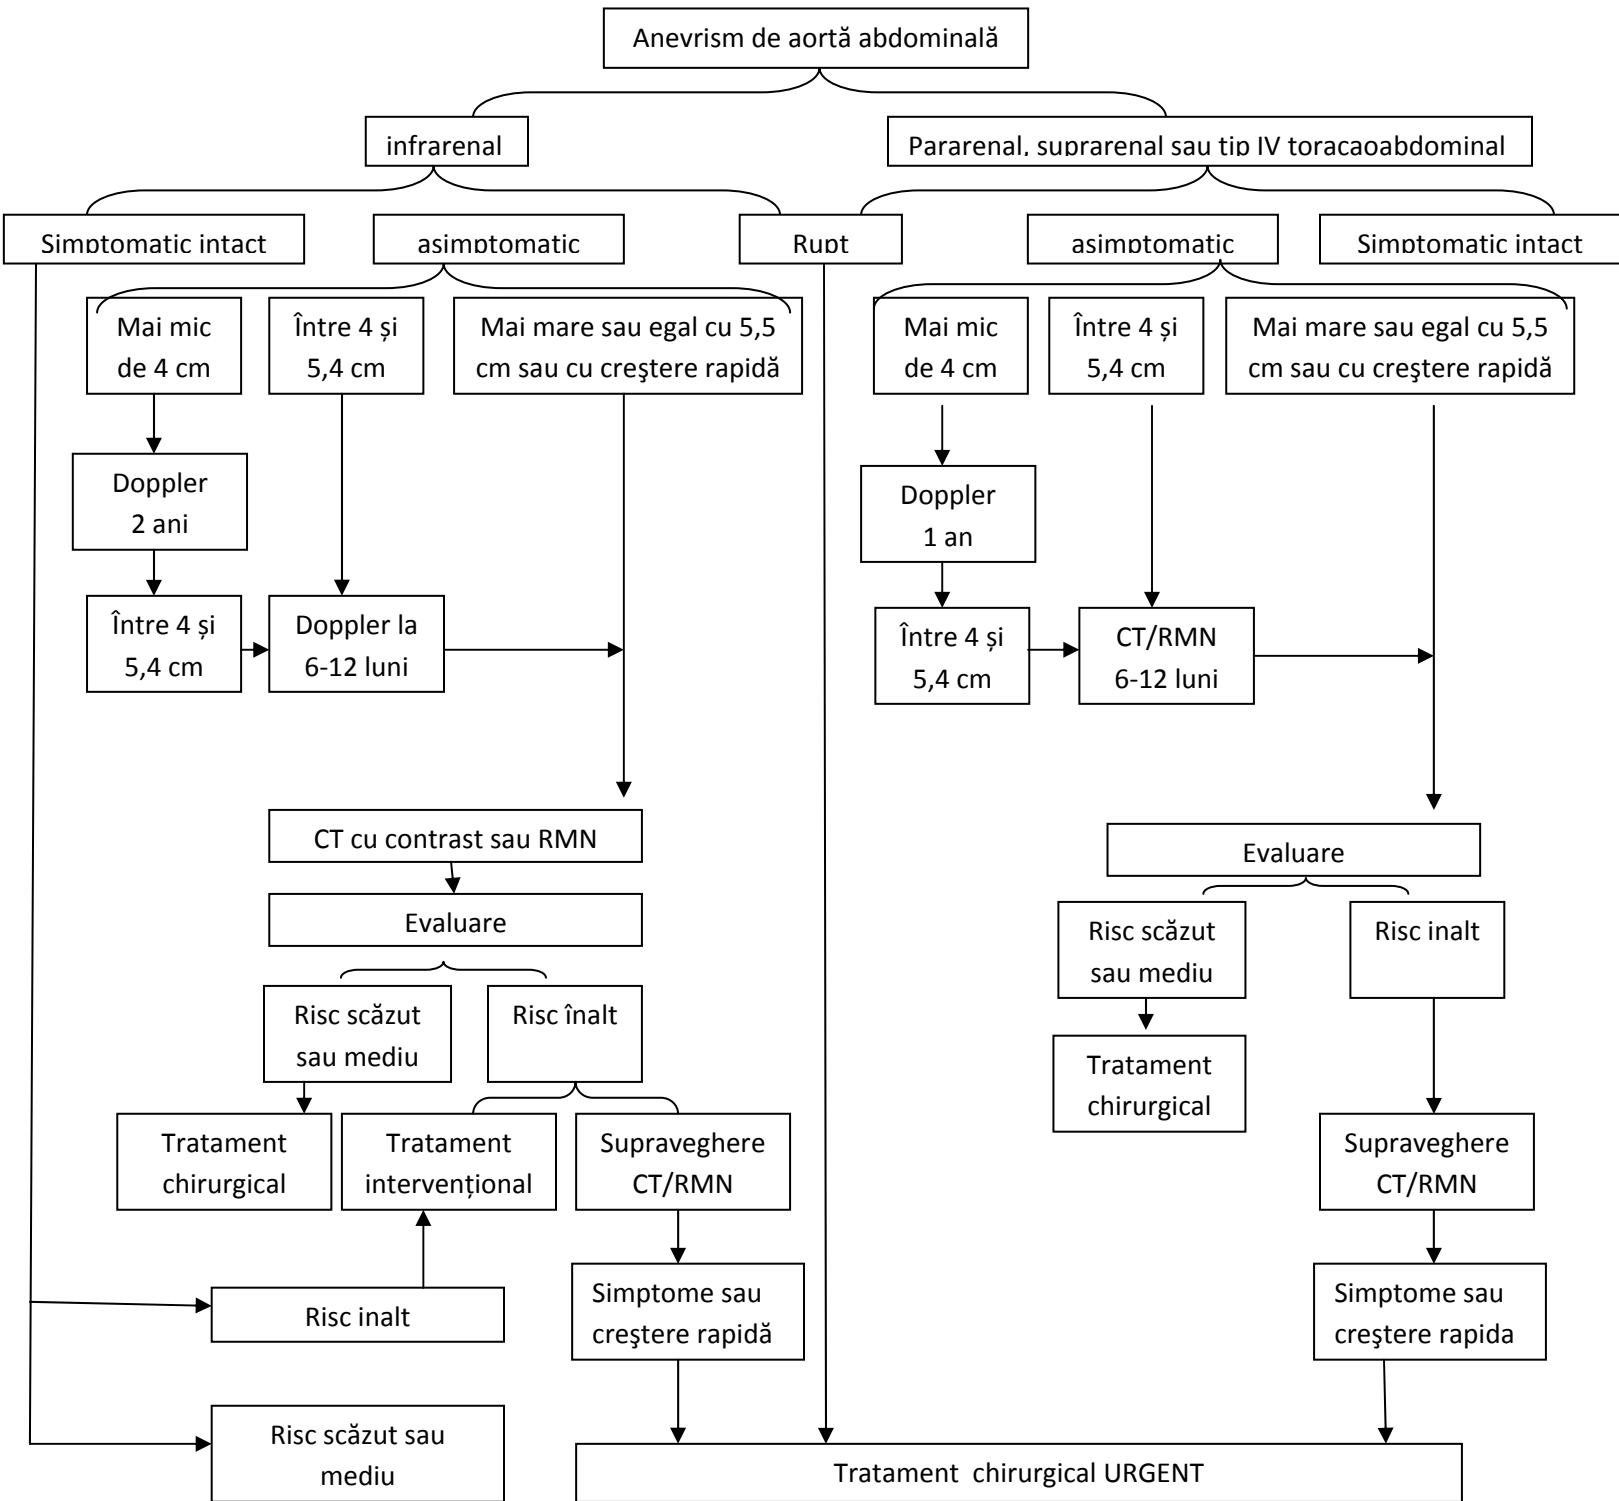 Anevrism de aortă abdominală
infrarenal
Pararenal, suprarenal sau tip IV toracaoabdominal
Simptomatic intact
asimptomatic
Rupt
asimptomatic
Simptomatic intact
Mai mic
de 4 cm
Între 4 și
5,4 cm
Mai mare sau egal cu 5,5
cm sau cu creştere rapidă
Mai mic
de 4 cm
Între 4 și
5,4 cm
Mai mare sau egal cu 5,5
cm sau cu creştere rapidă
Doppler
2 ani
Doppler
1 an
Între 4 și
5,4 cm
Doppler la
6-12 luni
Între 4 și
5,4 cm
CT/RMN
6-12 luni
CT cu contrast sau RMN
Evaluare
Evaluare
Risc scăzut
sau mediu
Risc inalt
Risc scăzut
sau mediu
Risc înalt
Tratament
chirurgical
Tratament
chirurgical
Tratament
intervențional
Supraveghere
CT/RMN
Supraveghere
CT/RMN
Risc inalt
Simptome sau
creştere rapidă
Simptome sau
creştere rapida
Risc scăzut sau
mediu
Tratament chirurgical URGENT